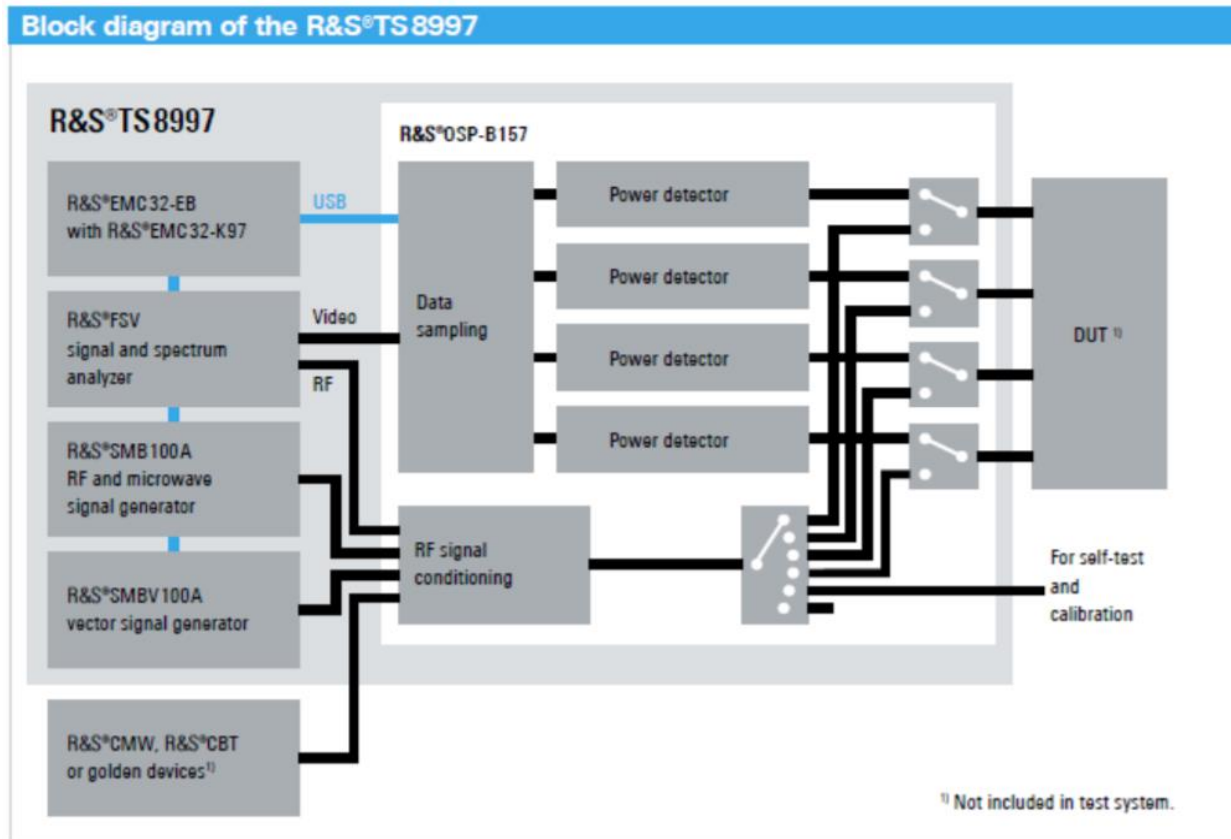 Block diagram of the R&S®TS8997
R&S®TS8997
R&S®OSP-B157
R&S®EMC32-EB
with R&S®EMC32-K97
USB
R&S®FSV
signal and spectrum
analyzer
Video
RF
R&S®SMB100A
RF and microwave
signal generator
R&S®SMBV100A
vector signal generator
R&S®CMW, R&S®CBT
or golden devices¹⁾
Data
sampling
Power detector
Power detector
Power detector
Power detector
RF signal
conditioning
DUT ¹⁾
For self-test
and
calibration
¹⁾ Not included in test system.